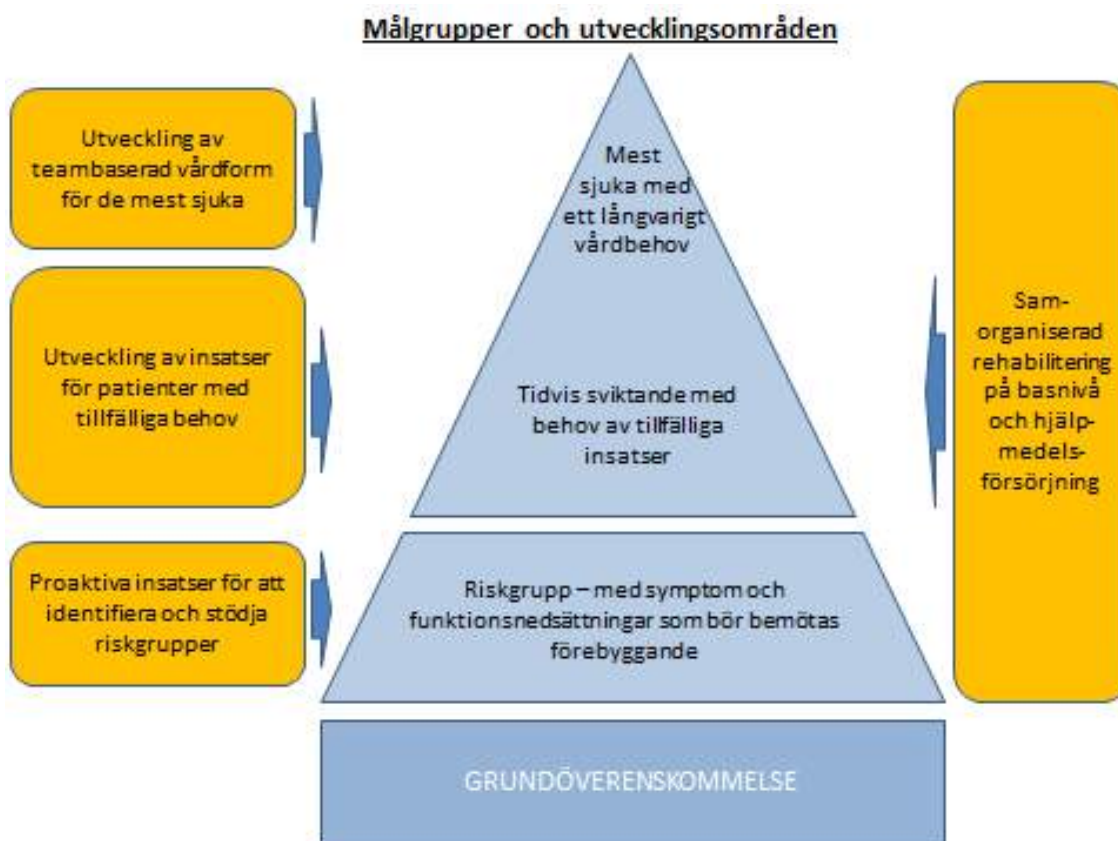 Målgrupper och utvecklingsområden
Utveckling av
teambaserad vårdform
för de mest sjuka
Utveckling av insatser
för patienter med
tillfälliga behov
Proaktiva insatser för att
identifiera och stödja
riskgrupper
Mest
sjuka med
ett långvarigt
vårdbehov
Tidvis sviktande med
behov av tillfälliga
insatser
Riskgrupp – med symptom och
funktionsnedsättningar som bör bemötas
förebyggande
GRUNDÖVERENSKOMMELSE
Sam-
organiserad
rehabilitering
på basnivå
och hjälp-
medels-
försörjning